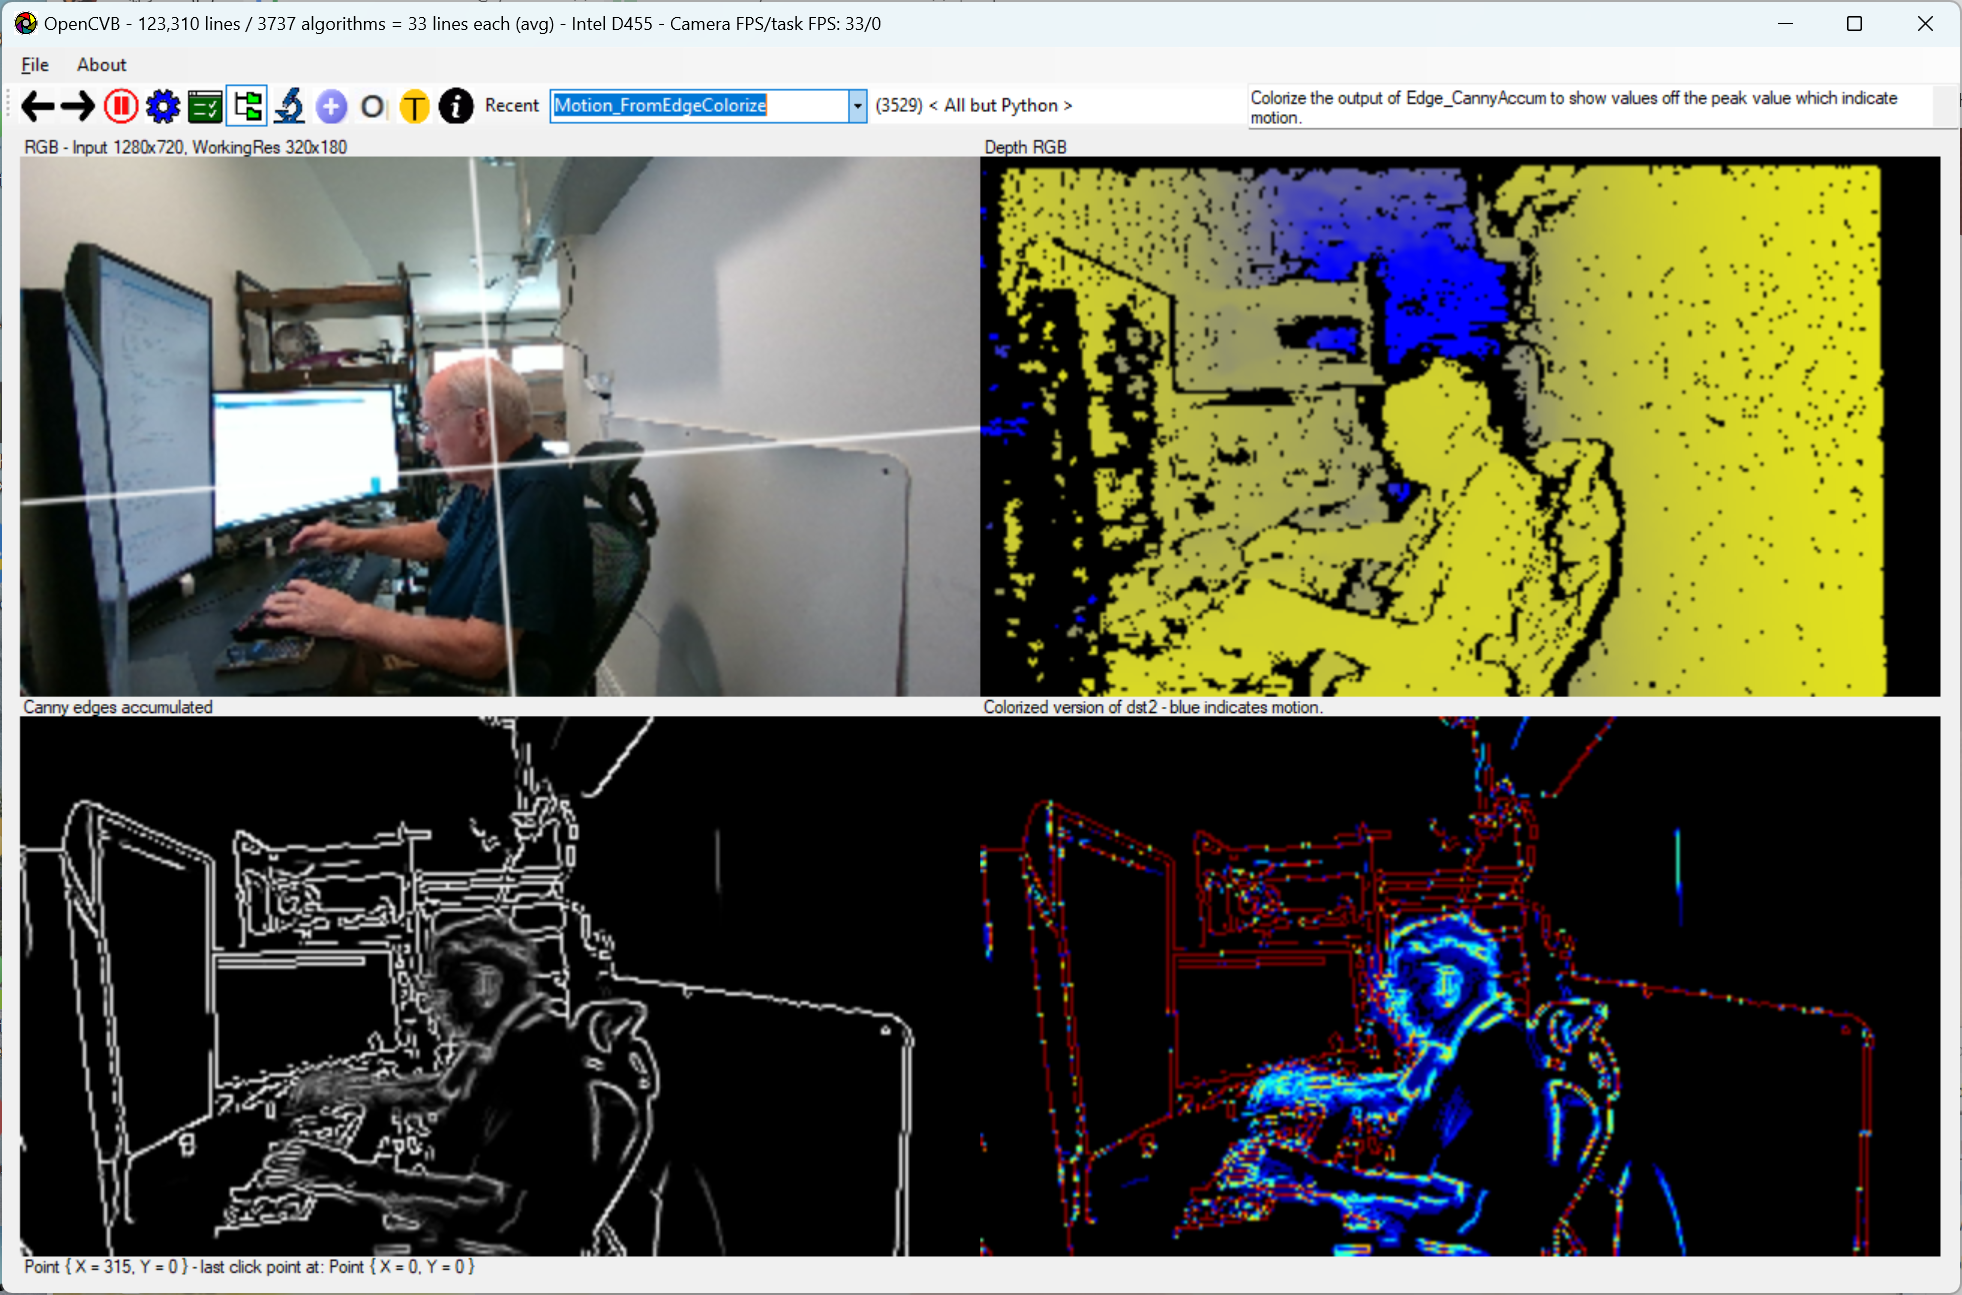 OpenCVB - 123,310 lines / 3737 algorithms = 33 lines each (avg) - Intel D455 - Camera FPS/task FPS: 33/0
File About
O T i Recent Motion_FromEdgeColorize (3529) < All but Python >
Colorize the output of Edge_CannyAccum to show values off the peak value which indicate
motion.
RGB - Input 1280x720, WorkingRes 320x180
Depth RGB
Canny edges accumulated
Colorized version of dst2 - blue indicates motion.
Point { X = 315, Y = 0 } - last click point at: Point { X = 0, Y = 0 }